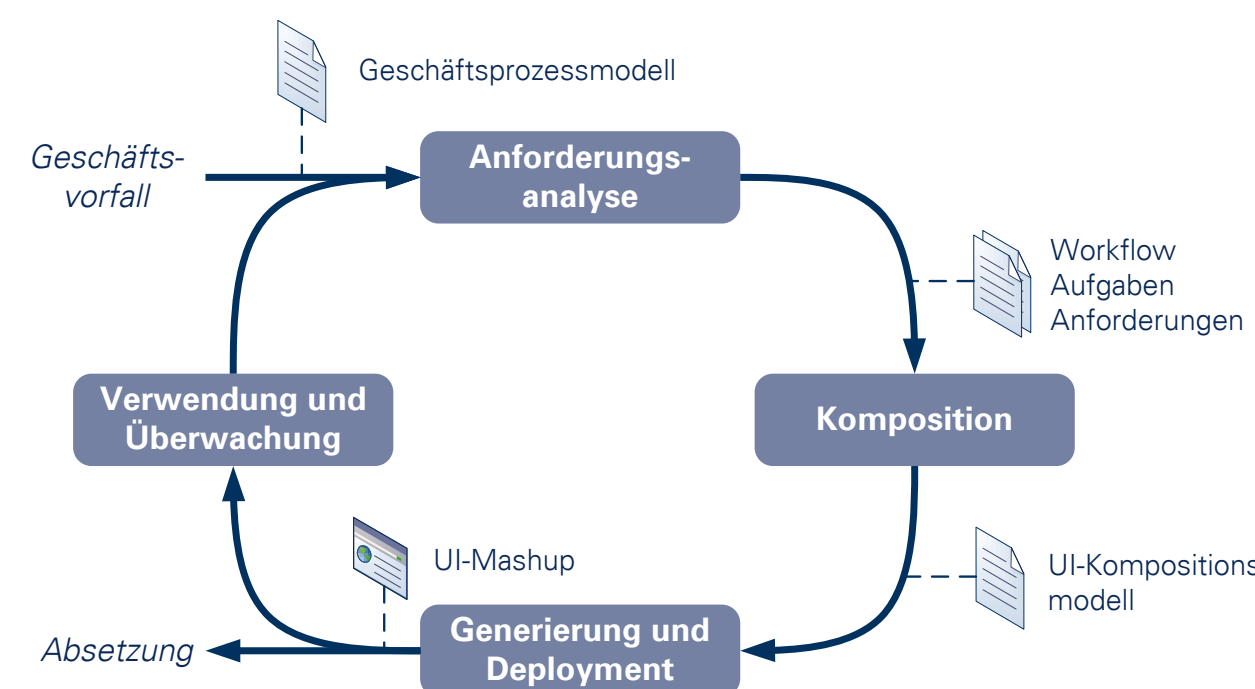 Geschäftsprozessmodell
Geschäfts-
vorfall
Anforderungs-
analyse
Workflow
Aufgaben
Anforderungen
Verwendung und
Überwachung
Komposition
UI-Mashup
UI-Kompositions
modell
Absetzung
Generierung und
Deployment